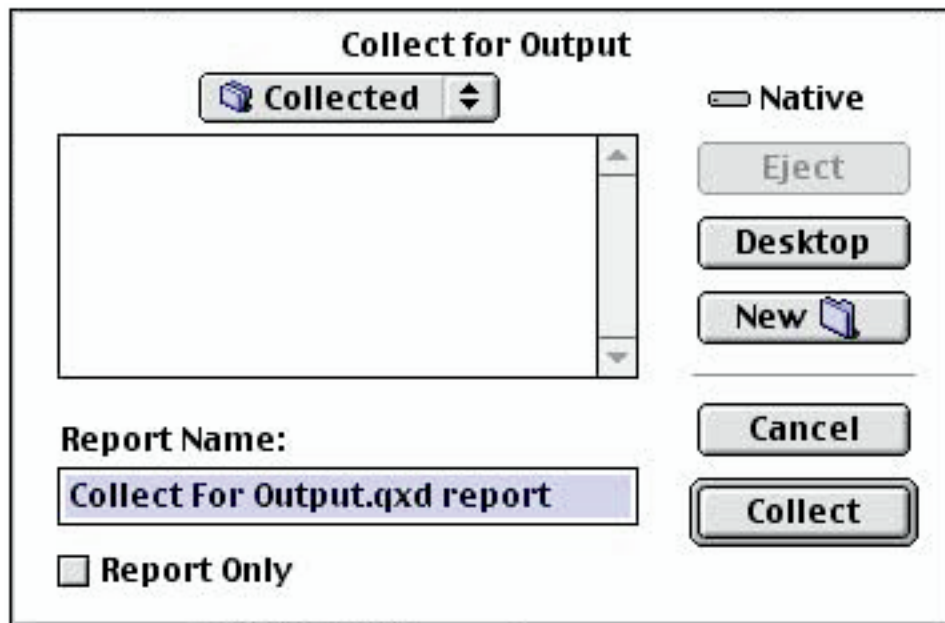 Collect for Output
Collected
Native
Eject
Desktop
New
Report Name:
Collect For Output.qxd report
Report Only
Cancel
Collect